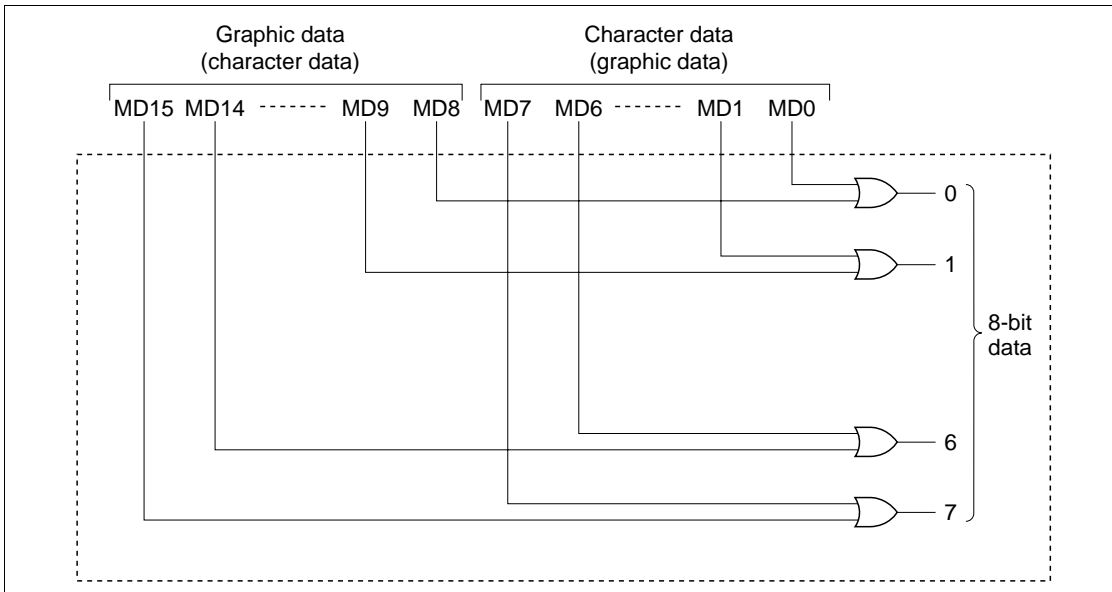 Graphic data
(character data)
Character data
(graphic data)
MD15 MD14 -------- MD9 MD8 MD7 MD6 ------- MD1 MD0
0
1
8-bit
data
6
7